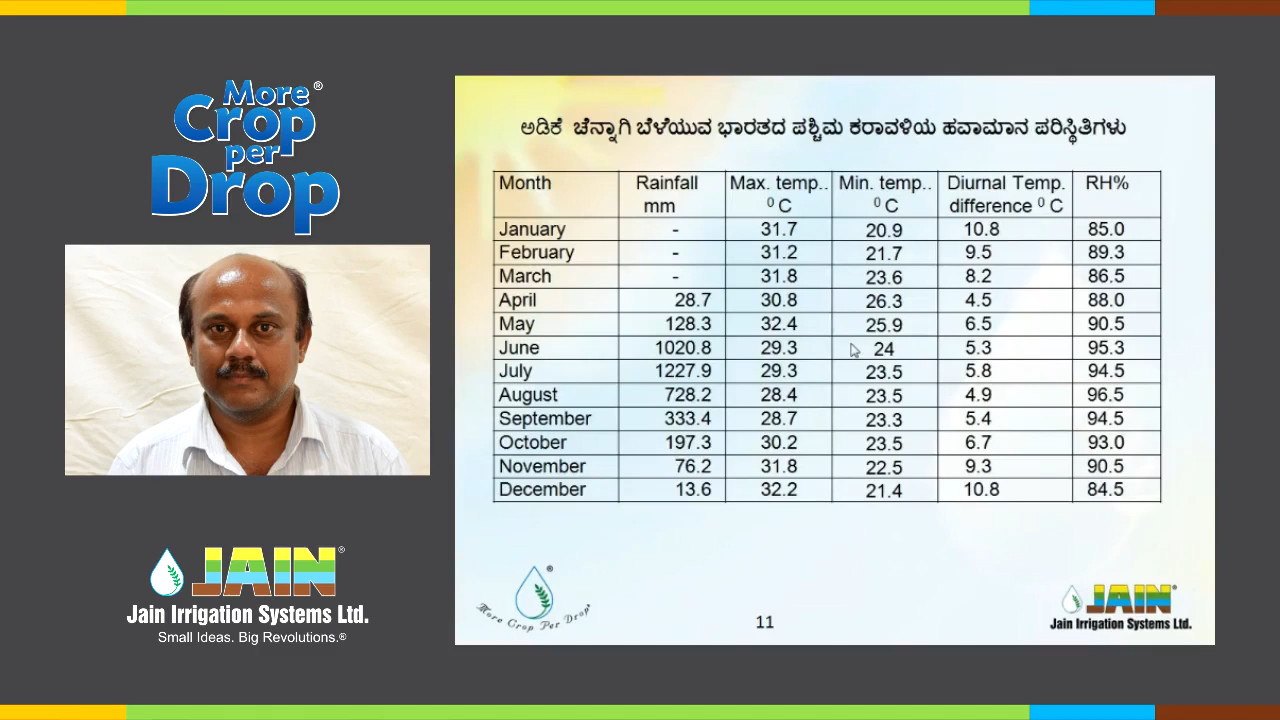 More®
Crop
per
Drop
JAIN®
Jain Irrigation Systems Ltd.
Small Ideas. Big Revolutions.®
ಅಡಿಕೆ ಚೆನ್ನಾಗಿ ಬೆಳೆಯುವ ಭಾರತದ ಪಶ್ಚಿಮ ಕರಾವಳಿಯ ಹವಾಮಾನ ಪರಿಸ್ಥಿತಿಗಳು
Month Rainfall mm Max. temp.. ⁰ C Min. temp.. ⁰ C Diurnal Temp. difference ⁰ C RH%
January - 31.7 20.9 10.8 85.0
February - 31.2 21.7 9.5 89.3
March - 31.8 23.6 8.2 86.5
April 28.7 30.8 26.3 4.5 88.0
May 128.3 32.4 25.9 6.5 90.5
June 1020.8 29.3 24 5.3 95.3
July 1227.9 29.3 23.5 5.8 94.5
August 728.2 28.4 23.5 4.9 96.5
September 333.4 28.7 23.3 5.4 94.5
October 197.3 30.2 23.5 6.7 93.0
November 76.2 31.8 22.5 9.3 90.5
December 13.6 32.2 21.4 10.8 84.5
More Crop Per Drop®
11
JAIN®
Jain Irrigation Systems Ltd.